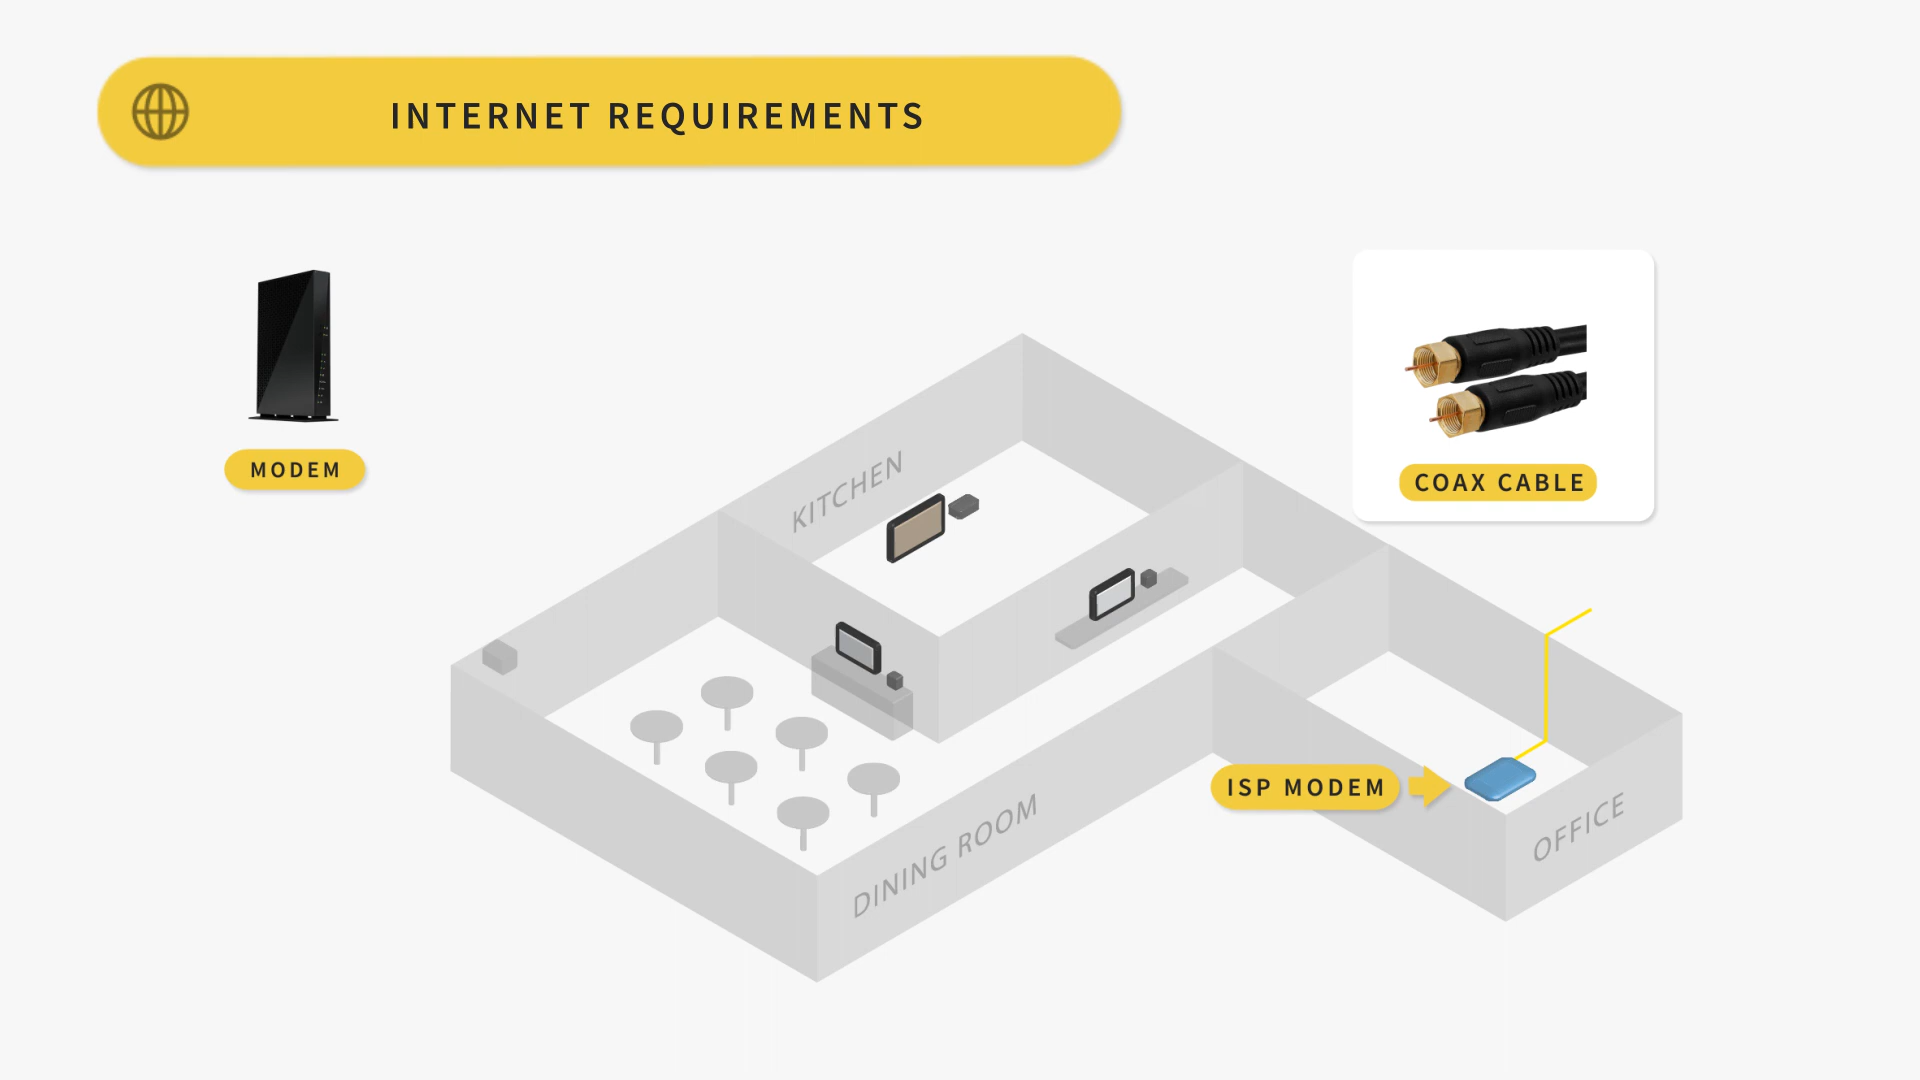 INTERNET REQUIREMENTS
MODEM
COAX CABLE
KITCHEN
ISP MODEM
DINING ROOM
OFFICE